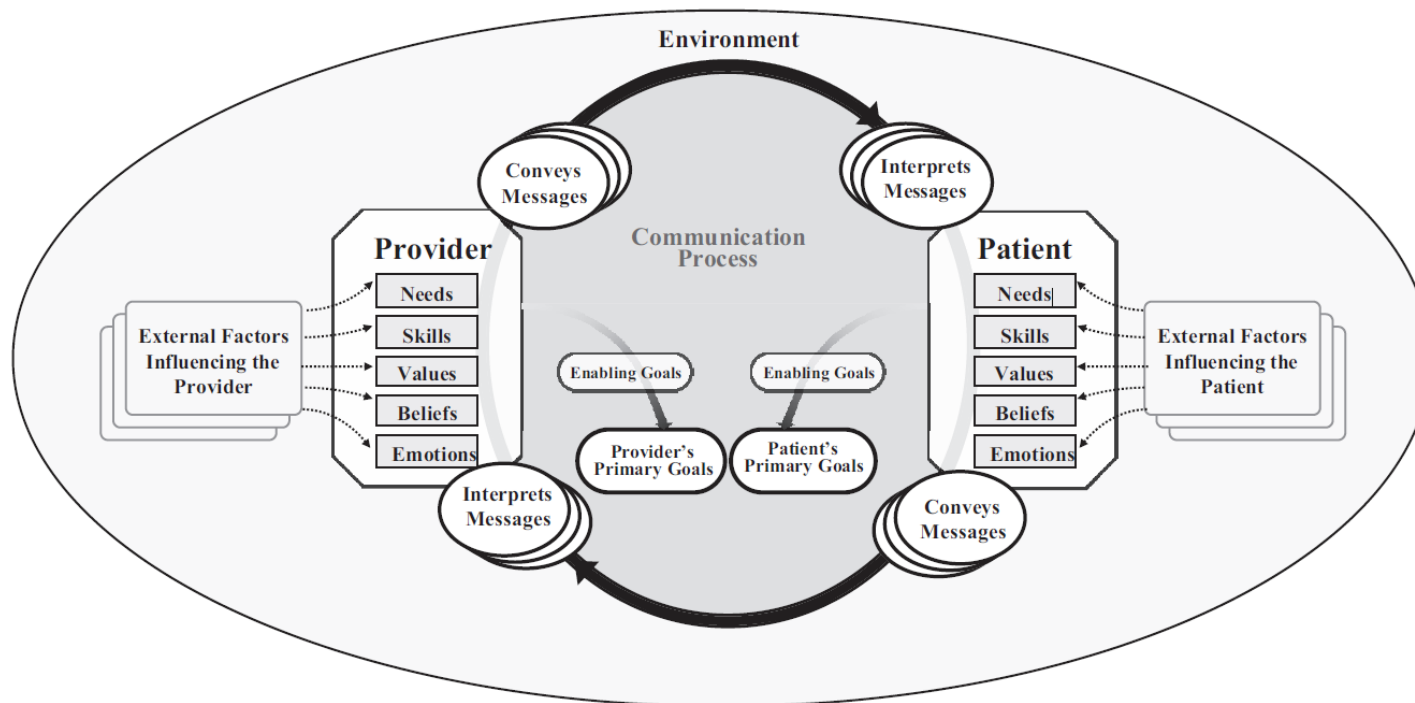 Environment
Conveys
Messages
Interprets
Messages
Communication
Process
Provider
Needs
Skills
Values
Beliefs
Emotions
External Factors
Influencing the
Provider
Patient
Needs
Skills
Values
Beliefs
Emotions
External Factors
Influencing the
Patient
Enabling Goals
Enabling Goals
Provider's
Primary Goals
Patient's
Primary Goals
Interprets
Messages
Conveys
Messages